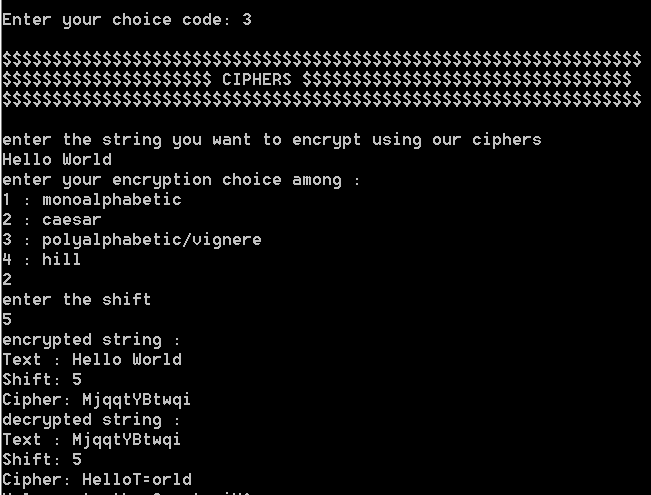 Enter your choice code: 3
$$$$$$$$$$$$$$$$$$$$$$$$$$$$$$$$$$$$$$$$$$$$$$$$$$$$$$$$$$$$$$$$
$$$$$$$$$$$$$$$$$$$$$ CIPHERS $$$$$$$$$$$$$$$$$$$$$$$$$$$$$$$$$
$$$$$$$$$$$$$$$$$$$$$$$$$$$$$$$$$$$$$$$$$$$$$$$$$$$$$$$$$$$$$$$$
enter the string you want to encrypt using our ciphers
Hello World
enter your encryption choice among :
1 : monoalphabetic
2 : caesar
3 : polyalphabetic/vignere
4 : hill
2
enter the shift
5
encrypted string :
Text : Hello World
Shift: 5
Cipher: MjqqtYBtwqi
decrypted string :
Text : MjqqtYBtwqi
Shift: 5
Cipher: HelloT=orld